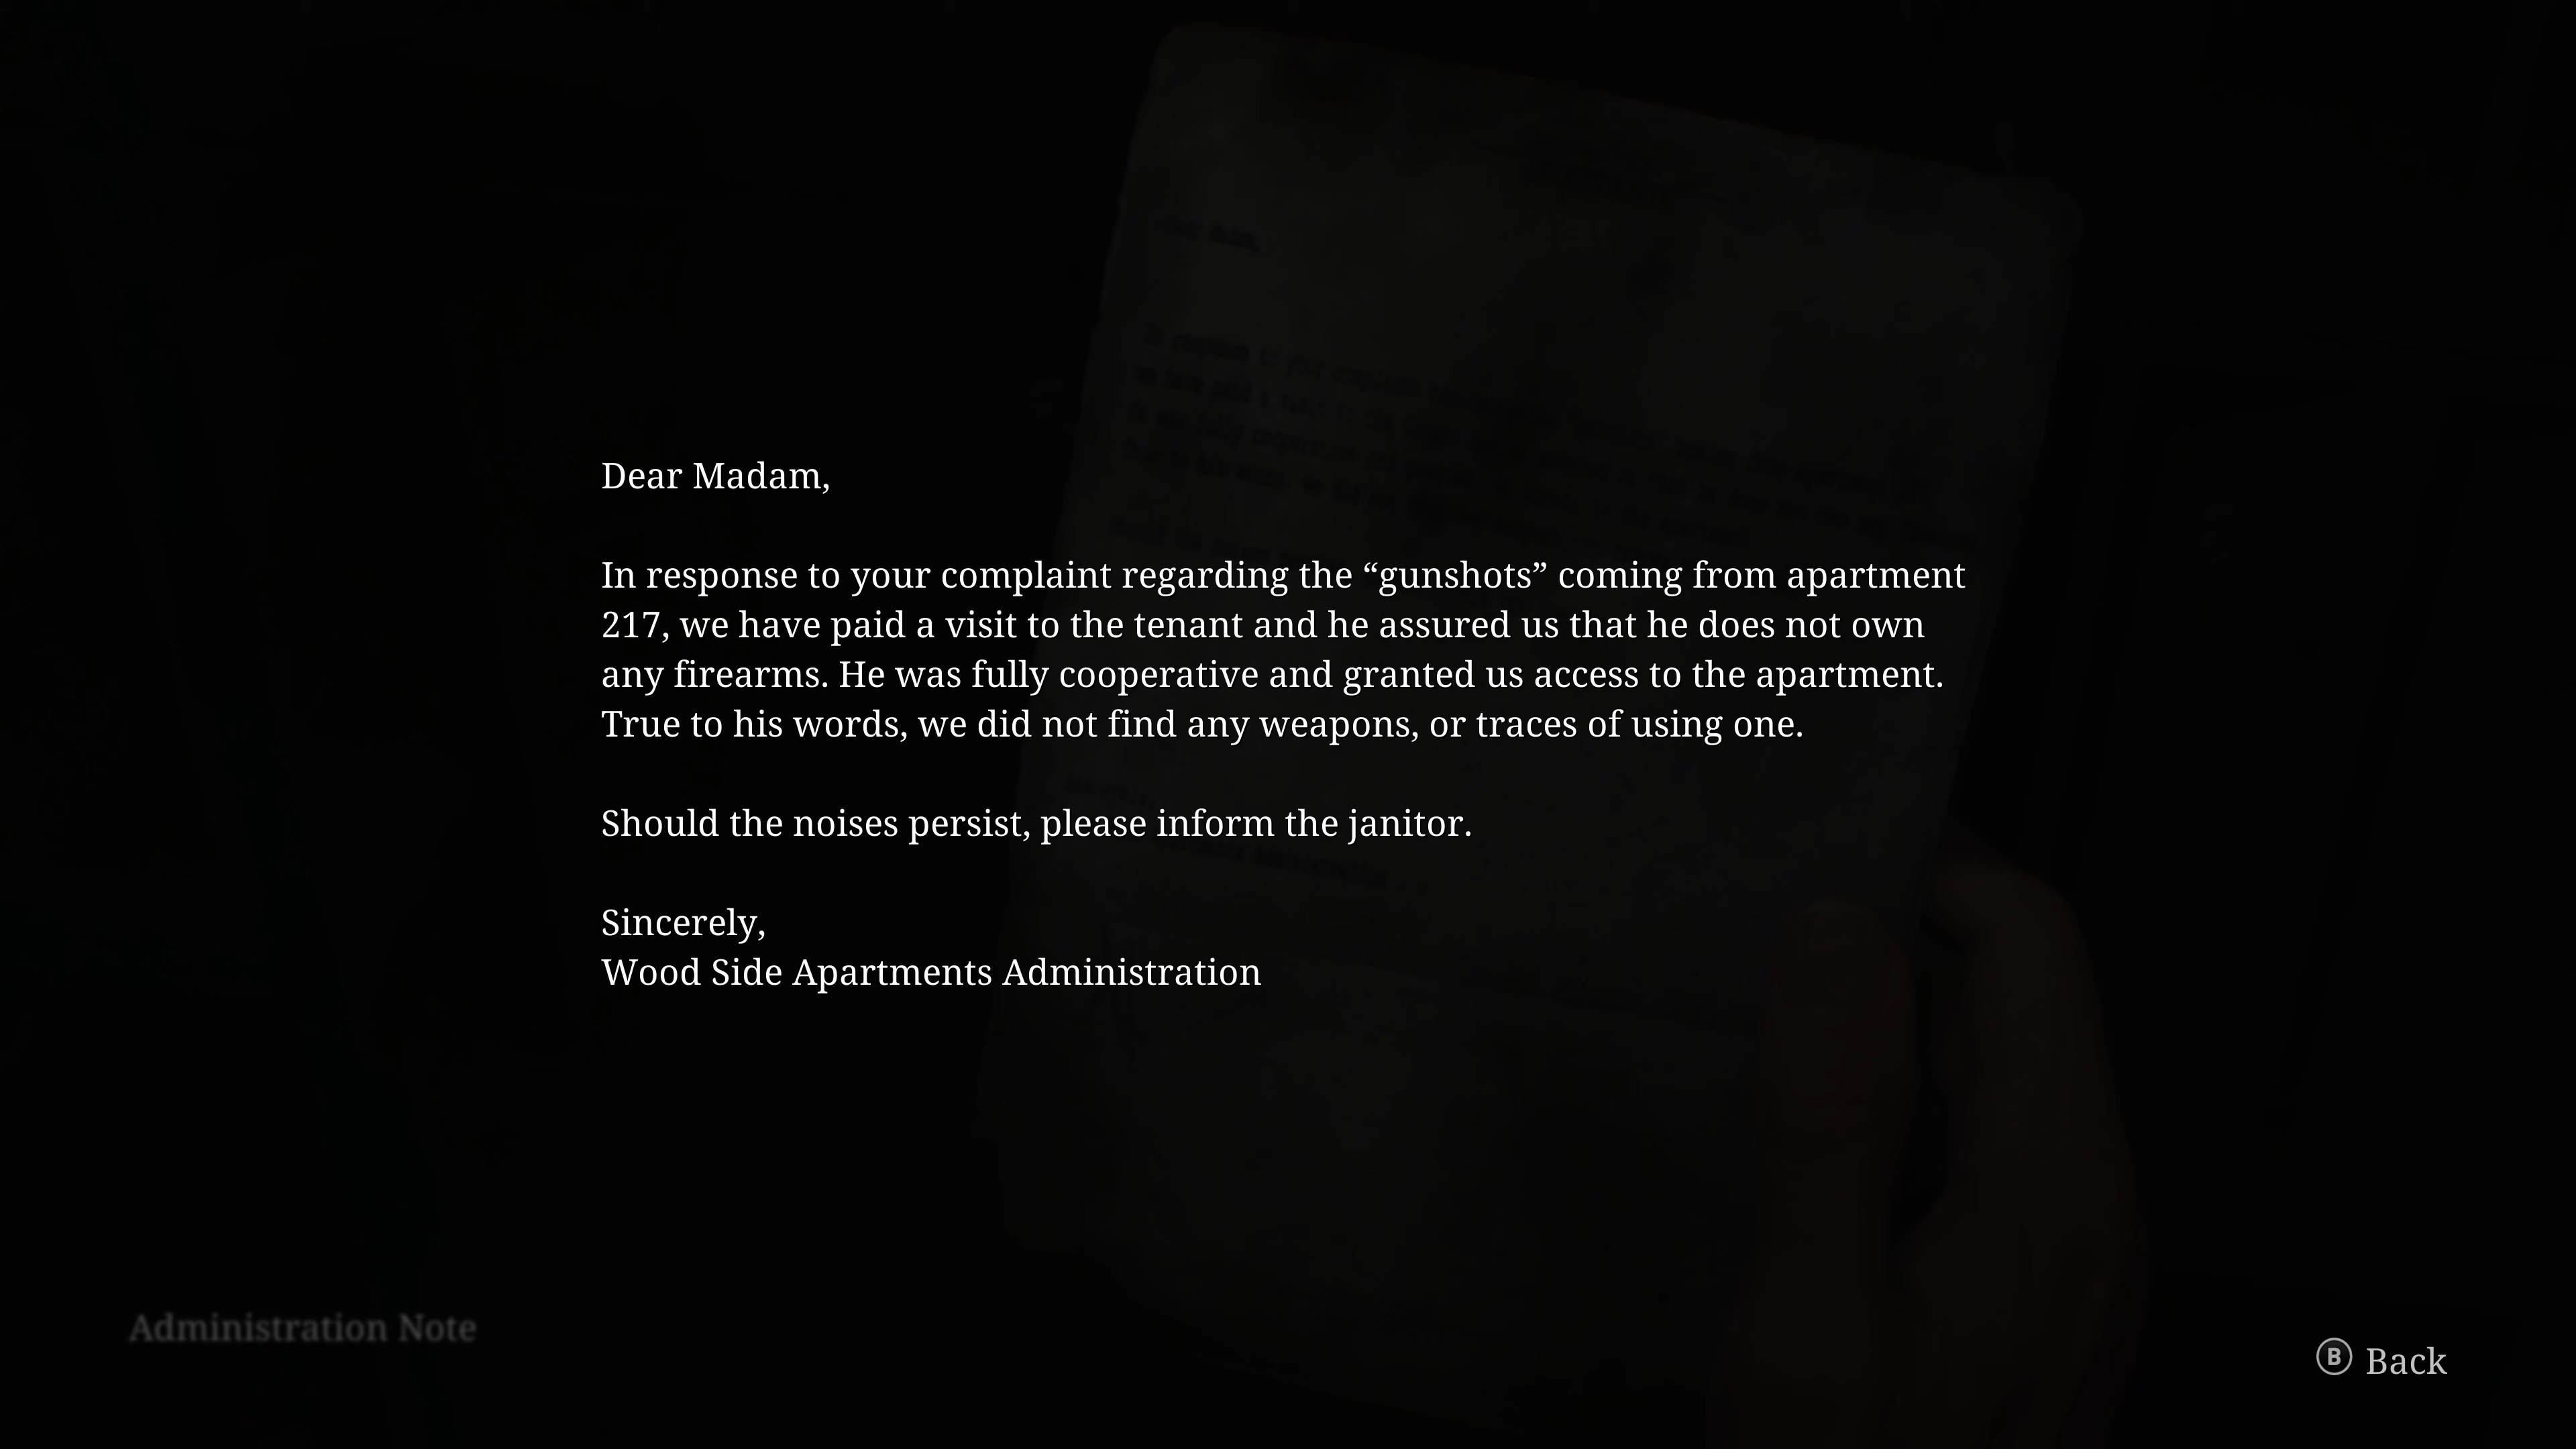 Dear Madam,
In response to your complaint regarding the “gunshots” coming from apartment
217, we have paid a visit to the tenant and he assured us that he does not own
any firearms. He was fully cooperative and granted us access to the apartment.
True to his words, we did not find any weapons, or traces of using one.
Should the noises persist, please inform the janitor.
Sincerely,
Wood Side Apartments Administration
Administration Note
B Back